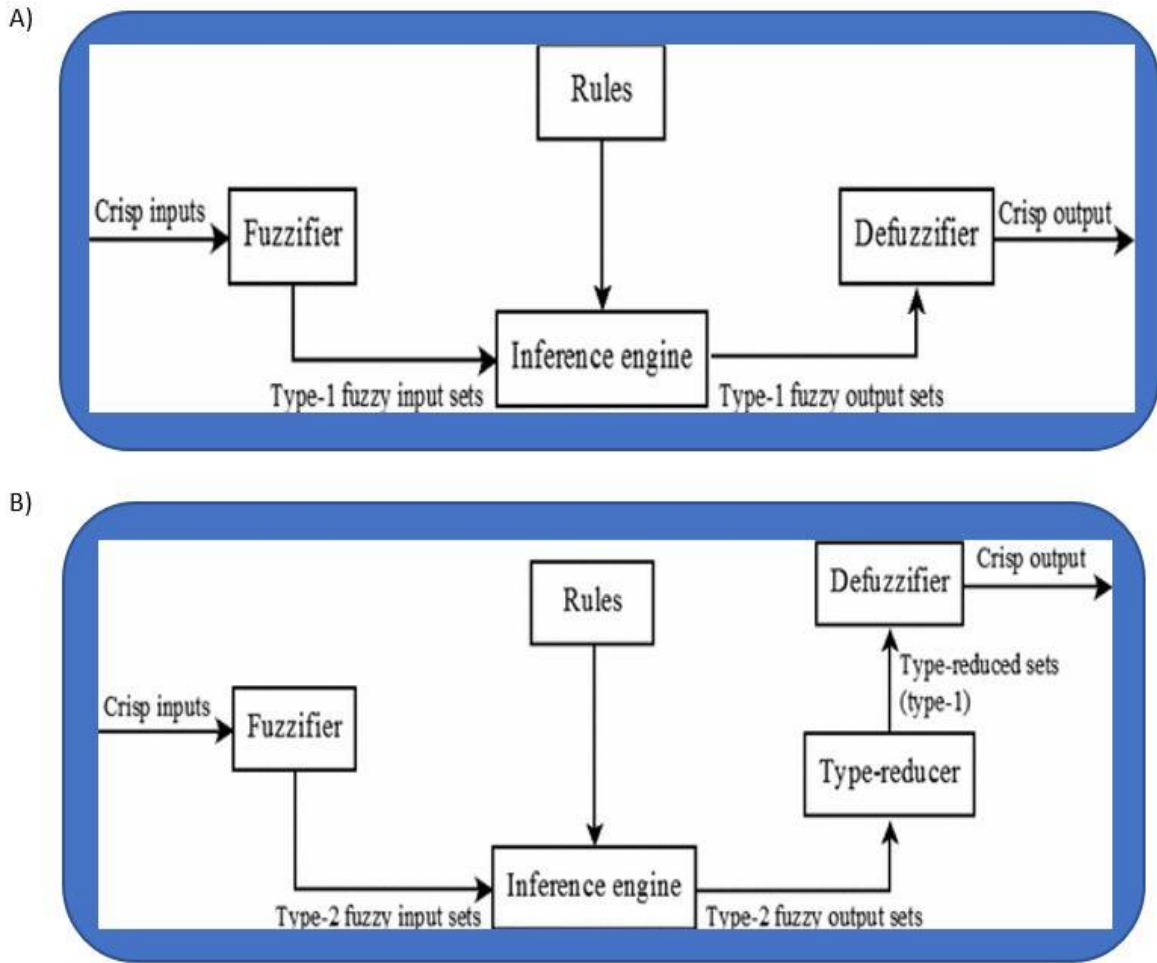 A)
Rules
Crisp inputs
Fuzzifier
Defuzzifier
Crisp output
Inference engine
Type-1 fuzzy input sets
Type-1 fuzzy output sets
B)
Defuzzifier
Crisp output
Rules
Type-reduced sets
(type-1)
Crisp inputs
Fuzzifier
Type-reducer
Inference engine
Type-2 fuzzy input sets
Type-2 fuzzy output sets